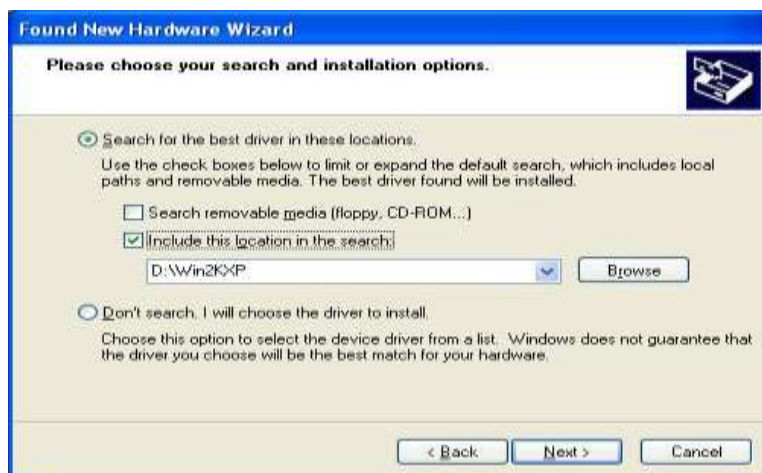 Found New Hardware Wizard
Please choose your search and installation options.
Search for the best driver in these locations.
Use the check boxes below to limit or expand the default search, which includes local
paths and removable media. The best driver found will be installed.
Search removable media (floppy, CD-ROM...)
Include this location in the search:
D:\Win2KXP
Browse
Don't search. I will choose the driver to install.
Choose this option to select the device driver from a list. Windows does not guarantee that
the driver you choose will be the best match for your hardware.
< Back
Next >
Cancel